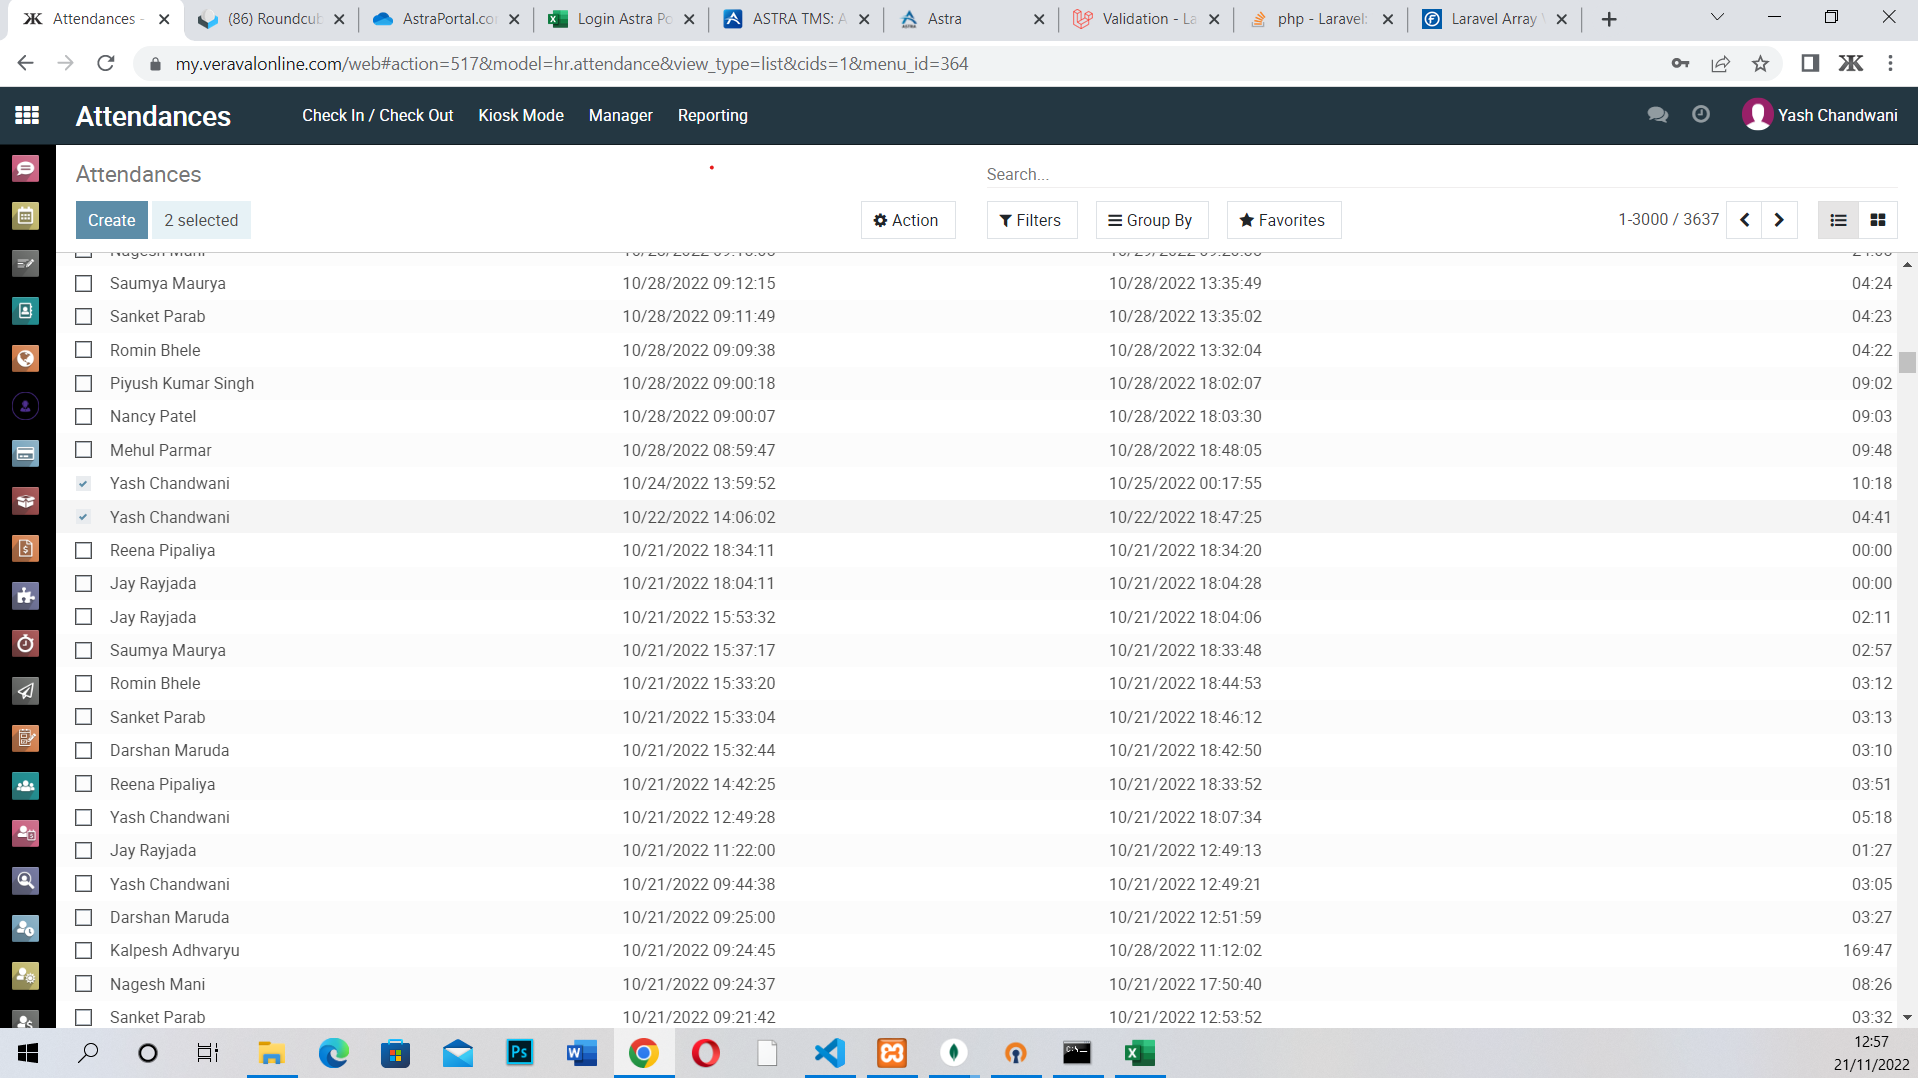 Attendances -
(86) Roundcub
AstraPortal.co
Login Astra Po
ASTRA TMS: A
Astra
Validation - La
php - Laravel:
Laravel Array
my.veravalonline.com/web#action=517&model=hr.attendance&view_type=list&cids=1&menu_id=364
Attendances Check In / Check Out Kiosk Mode Manager Reporting Yash Chandwani
Attendances Search...
Create 2 selected Action Filters Group By Favorites 1-3000 / 3637
Saumya Maurya 10/28/2022 09:12:15 10/28/2022 13:35:49 04:24
Sanket Parab 10/28/2022 09:11:49 10/28/2022 13:35:02 04:23
Romin Bhele 10/28/2022 09:09:38 10/28/2022 13:32:04 04:22
Piyush Kumar Singh 10/28/2022 09:00:18 10/28/2022 18:02:07 09:02
Nancy Patel 10/28/2022 09:00:07 10/28/2022 18:03:30 09:03
Mehul Parmar 10/28/2022 08:59:47 10/28/2022 18:48:05 09:48
Yash Chandwani 10/24/2022 13:59:52 10/25/2022 00:17:55 10:18
Yash Chandwani 10/22/2022 14:06:02 10/22/2022 18:47:25 04:41
Reena Pipaliya 10/21/2022 18:34:11 10/21/2022 18:34:20 00:00
Jay Rayjada 10/21/2022 18:04:11 10/21/2022 18:04:28 00:00
Jay Rayjada 10/21/2022 15:53:32 10/21/2022 18:04:06 02:11
Saumya Maurya 10/21/2022 15:37:17 10/21/2022 18:33:48 02:57
Romin Bhele 10/21/2022 15:33:20 10/21/2022 18:44:53 03:12
Sanket Parab 10/21/2022 15:33:04 10/21/2022 18:46:12 03:13
Darshan Maruda 10/21/2022 15:32:44 10/21/2022 18:42:50 03:10
Reena Pipaliya 10/21/2022 14:42:25 10/21/2022 18:33:52 03:51
Yash Chandwani 10/21/2022 12:49:28 10/21/2022 18:07:34 05:18
Jay Rayjada 10/21/2022 11:22:00 10/21/2022 12:49:13 01:27
Yash Chandwani 10/21/2022 09:44:38 10/21/2022 12:49:21 03:05
Darshan Maruda 10/21/2022 09:25:00 10/21/2022 12:51:59 03:27
Kalpesh Adhvaryu 10/21/2022 09:24:45 10/28/2022 11:12:02 169:47
Nagesh Mani 10/21/2022 09:24:37 10/21/2022 17:50:40 08:26
Sanket Parab 10/21/2022 09:21:42 10/21/2022 12:53:52 03:32
12:57
21/11/2022